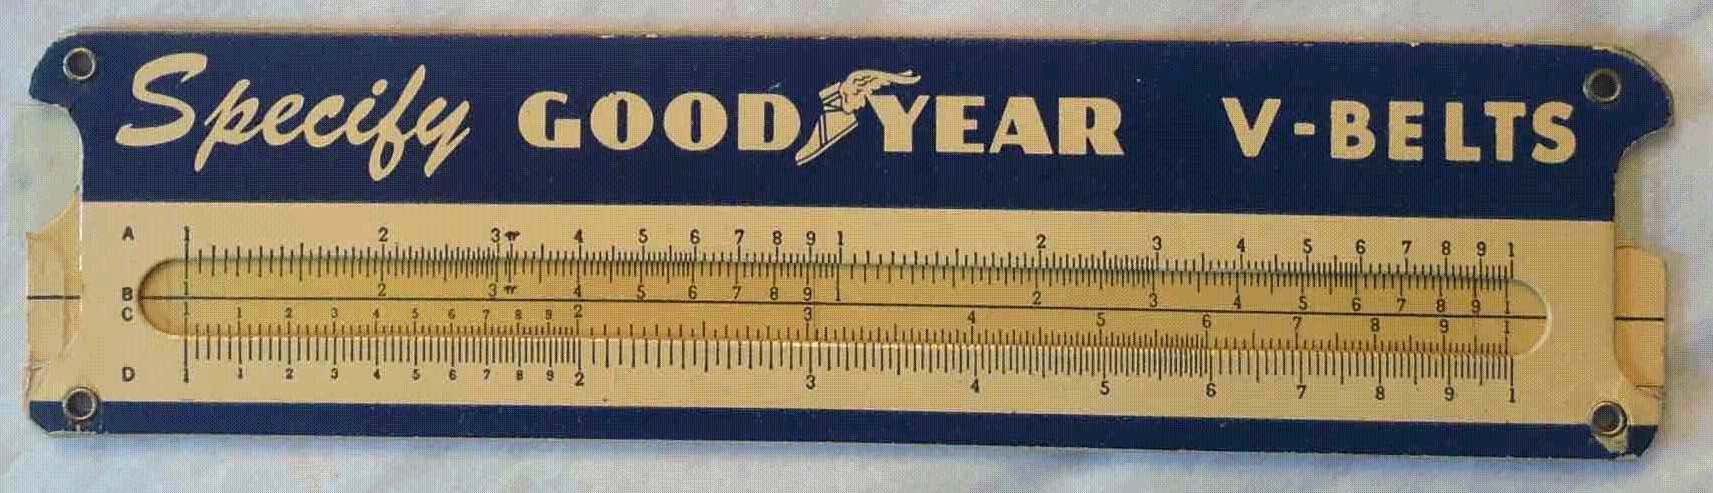 Specify GOODYEAR V-BELTS
A 1 2 3 π 4 5 6 7 8 9 1 2 3 4 5 6 7 8 9 1
B 1 2 3 π 4 5 6 7 8 9 1 2 3 4 5 6 7 8 9 1
C 1 1 2 3 4 5 6 7 8 9 2 3 4 5 6 7 8 9 1
D 1 1 2 3 4 5 6 7 8 9 2 3 4 5 6 7 8 9 1